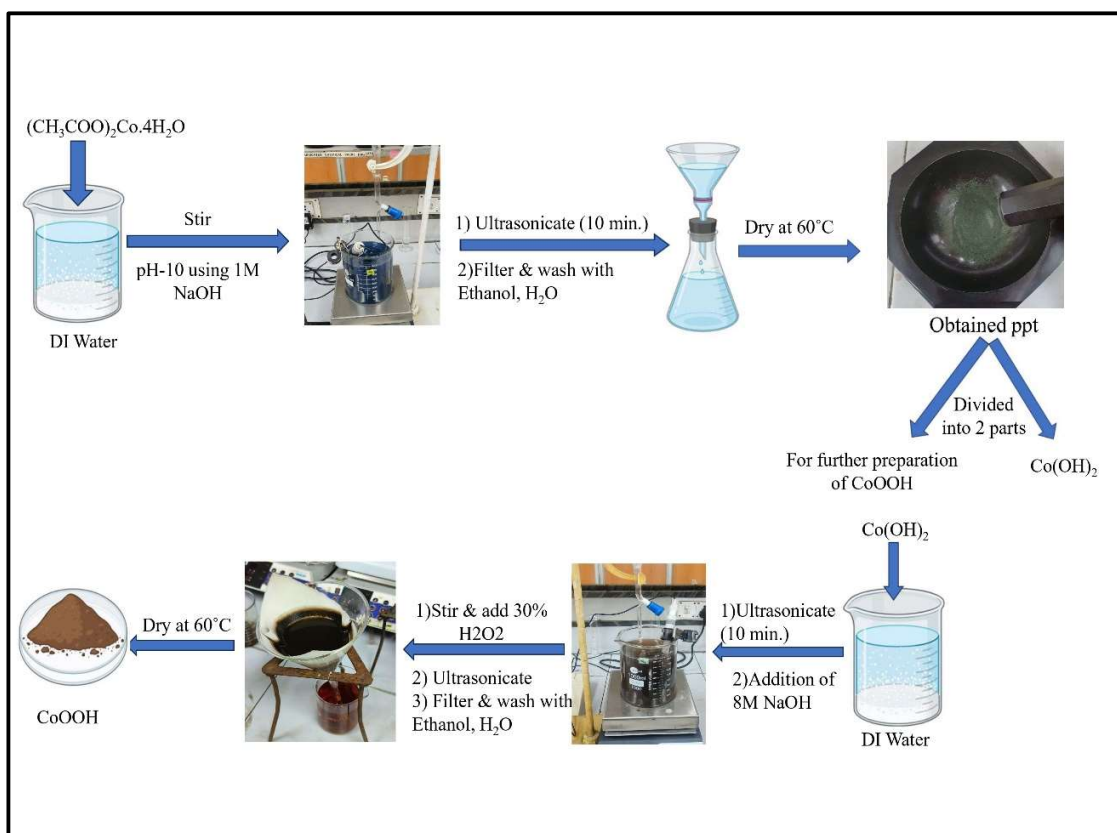 (CH₃COO)₂Co.4H₂O
Stir
pH-10 using 1M
NaOH
DI Water
1) Ultrasonicate (10 min.)
2)Filter & wash with
Ethanol, H₂O
Dry at 60°C
Obtained ppt
Divided
into 2 parts
For further preparation
of CoOOH
Co(OH)₂
Co(OH)₂
1)Ultrasonicate
(10 min.)
2)Addition of
8M NaOH
DI Water
1)Stir & add 30%
H2O2
2) Ultrasonicate
3) Filter & wash with
Ethanol, H₂O
Dry at 60°C
CoOOH